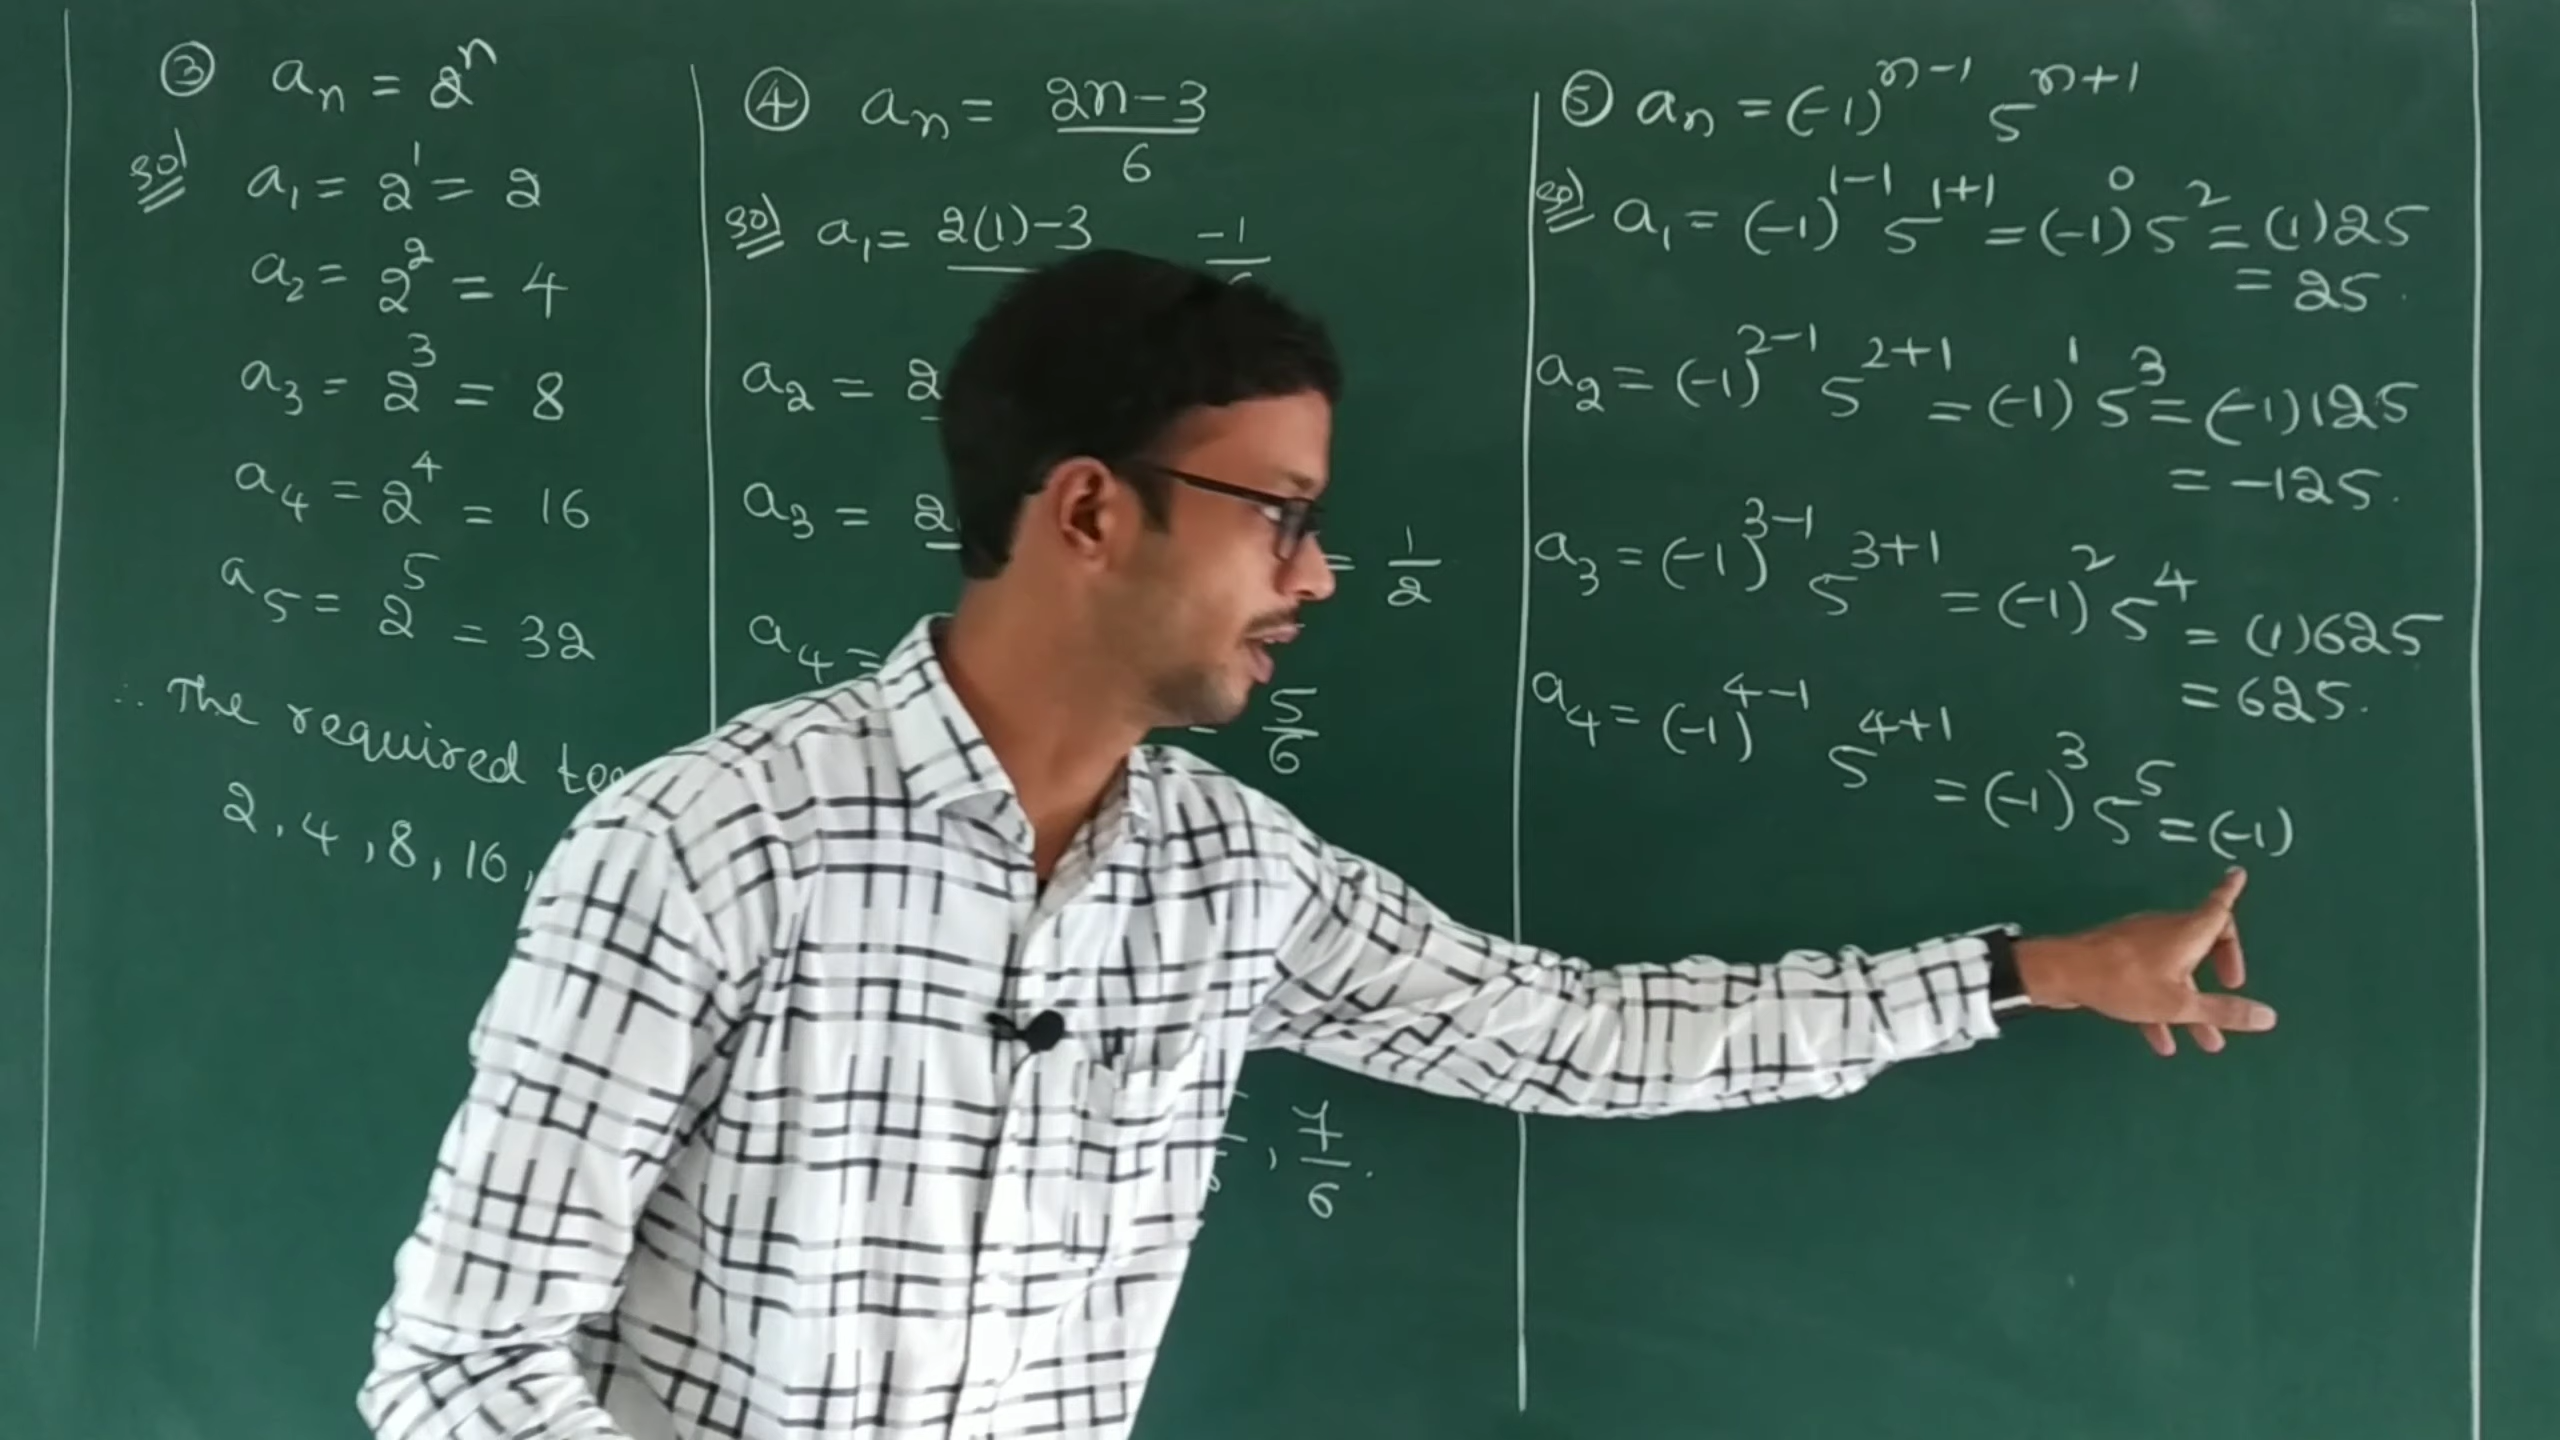 ③ aₙ = 2ⁿ
sol a₁ = 2¹ = 2
a₂ = 2² = 4
a₃ = 2³ = 8
a₄ = 2⁴ = 16
a₅ = 2⁵ = 32
∴ The required
2, 4, 8, 16,
④ aₙ = (2n-3)/6
sol a₁ = 2(1)-3 -1
a₂ = 2
a₃ = 2 = 1/2
a₄ = 5/6
, 7/6.
⑤ aₙ = (-1)ⁿ⁻¹ 5ⁿ⁺¹
sol a₁ = (-1)¹⁻¹ 5¹⁺¹ = (-1)⁰ 5² = (1)25
= 25.
a₂ = (-1)²⁻¹ 5²⁺¹ = (-1)¹ 5³ = (-1)125
= -125.
a₃ = (-1)³⁻¹ 5³⁺¹ = (-1)² 5⁴ = (1)625
= 625.
a₄ = (-1)⁴⁻¹ 5⁴⁺¹ = (-1)³ 5⁵ = (-1)